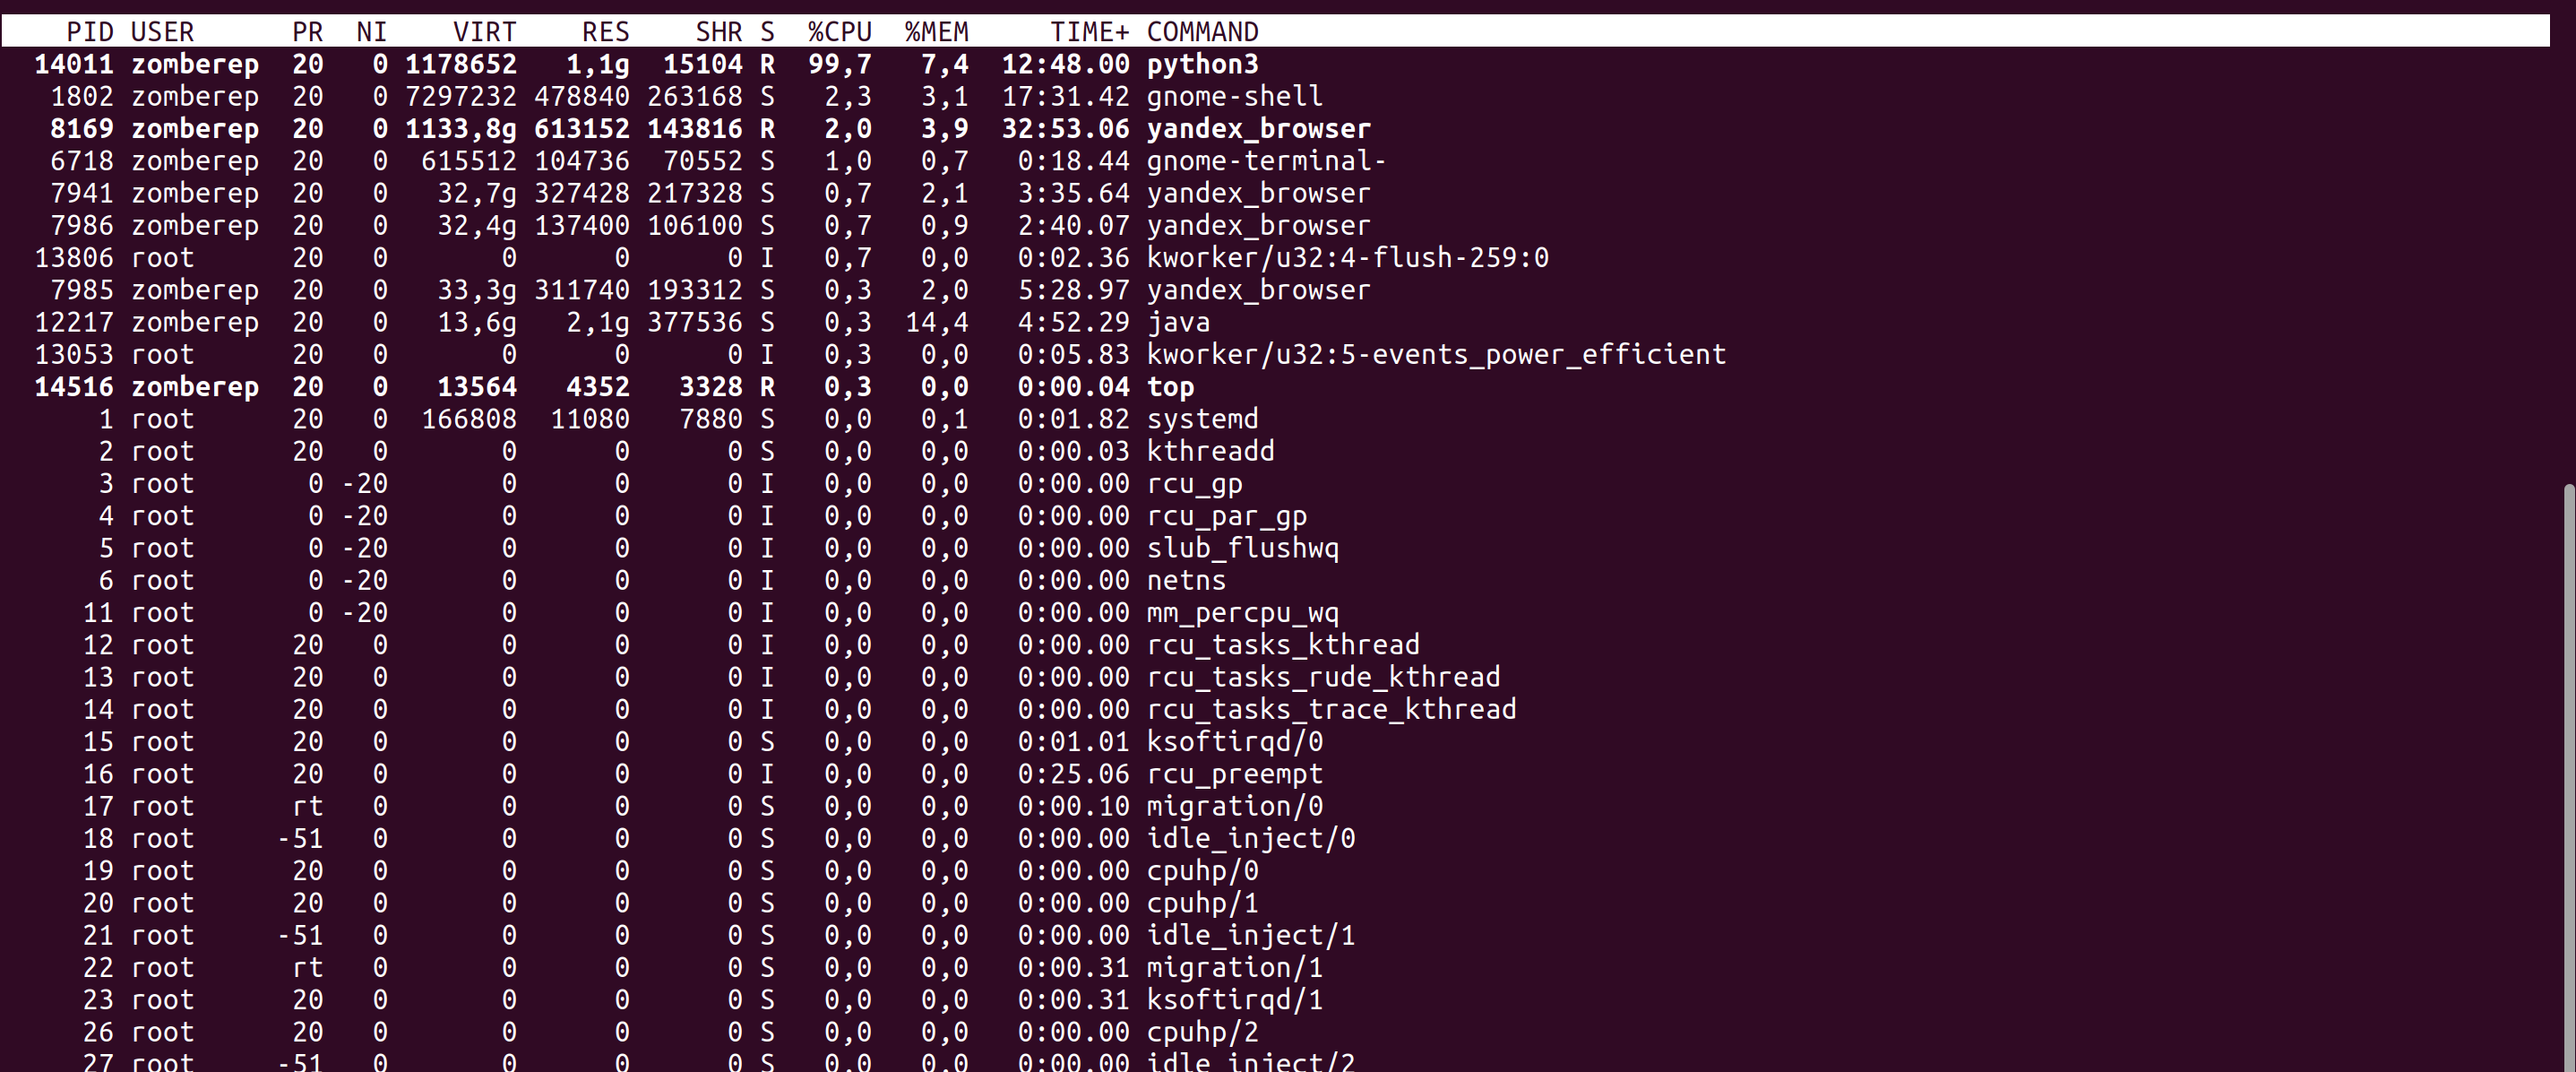 PID USER PR NI VIRT RES SHR S %CPU %MEM TIME+ COMMAND
14011 zomberep 20 0 1178652 1,1g 15104 R 99,7 7,4 12:48.00 python3
1802 zomberep 20 0 7297232 478840 263168 S 2,3 3,1 17:31.42 gnome-shell
8169 zomberep 20 0 1133,8g 613152 143816 R 2,0 3,9 32:53.06 yandex_browser
6718 zomberep 20 0 615512 104736 70552 S 1,0 0,7 0:18.44 gnome-terminal-
7941 zomberep 20 0 32,7g 327428 217328 S 0,7 2,1 3:35.64 yandex_browser
7986 zomberep 20 0 32,4g 137400 106100 S 0,7 0,9 2:40.07 yandex_browser
13806 root 20 0 0 0 0 I 0,7 0,0 0:02.36 kworker/u32:4-flush-259:0
7985 zomberep 20 0 33,3g 311740 193312 S 0,3 2,0 5:28.97 yandex_browser
12217 zomberep 20 0 13,6g 2,1g 377536 S 0,3 14,4 4:52.29 java
13053 root 20 0 0 0 0 I 0,3 0,0 0:05.83 kworker/u32:5-events_power_efficient
14516 zomberep 20 0 13564 4352 3328 R 0,3 0,0 0:00.04 top
1 root 20 0 166808 11080 7880 S 0,0 0,1 0:01.82 systemd
2 root 20 0 0 0 0 S 0,0 0,0 0:00.03 kthreadd
3 root 0 -20 0 0 0 I 0,0 0,0 0:00.00 rcu_gp
4 root 0 -20 0 0 0 I 0,0 0,0 0:00.00 rcu_par_gp
5 root 0 -20 0 0 0 I 0,0 0,0 0:00.00 slub_flushwq
6 root 0 -20 0 0 0 I 0,0 0,0 0:00.00 netns
11 root 0 -20 0 0 0 I 0,0 0,0 0:00.00 mm_percpu_wq
12 root 20 0 0 0 0 I 0,0 0,0 0:00.00 rcu_tasks_kthread
13 root 20 0 0 0 0 I 0,0 0,0 0:00.00 rcu_tasks_rude_kthread
14 root 20 0 0 0 0 I 0,0 0,0 0:00.00 rcu_tasks_trace_kthread
15 root 20 0 0 0 0 S 0,0 0,0 0:01.01 ksoftirqd/0
16 root 20 0 0 0 0 I 0,0 0,0 0:25.06 rcu_preempt
17 root rt 0 0 0 0 S 0,0 0,0 0:00.10 migration/0
18 root -51 0 0 0 0 S 0,0 0,0 0:00.00 idle_inject/0
19 root 20 0 0 0 0 S 0,0 0,0 0:00.00 cpuhp/0
20 root 20 0 0 0 0 S 0,0 0,0 0:00.00 cpuhp/1
21 root -51 0 0 0 0 S 0,0 0,0 0:00.00 idle_inject/1
22 root rt 0 0 0 0 S 0,0 0,0 0:00.31 migration/1
23 root 20 0 0 0 0 S 0,0 0,0 0:00.31 ksoftirqd/1
26 root 20 0 0 0 0 S 0,0 0,0 0:00.00 cpuhp/2
27 root -51 0 0 0 0 S 0,0 0,0 0:00.00 idle_inject/2